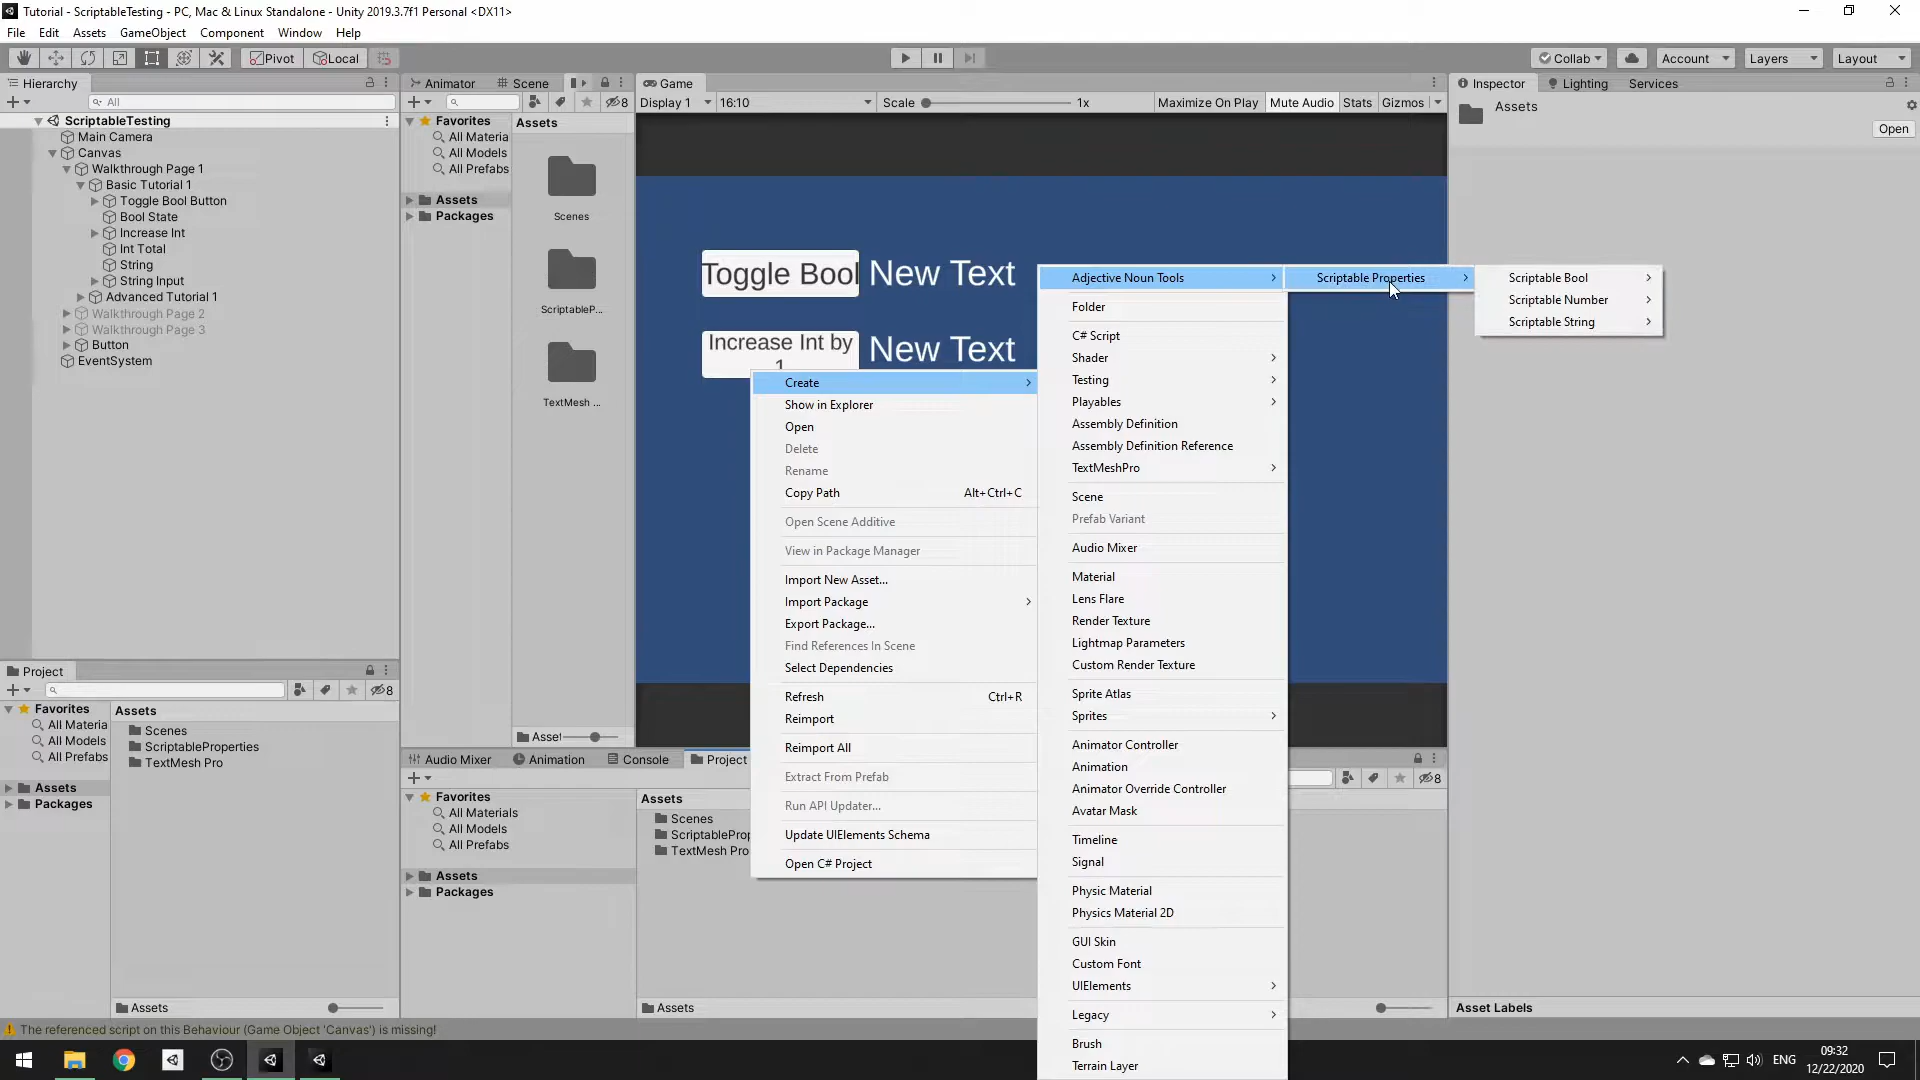 Tutorial - ScriptableTesting - PC, Mac & Linux Standalone - Unity 2019.3.7f1 Personal <DX11>
File Edit Assets GameObject Component Window Help
Pivot Local Collab Account Layers Layout
Hierarchy
All
ScriptableTesting
Main Camera
Canvas
Walkthrough Page 1
Basic Tutorial 1
Toggle Bool Button
Bool State
Increase Int
Int Total
String
String Input
Advanced Tutorial 1
Walkthrough Page 2
Walkthrough Page 3
Button
EventSystem
Project
8
Favorites
All Materia
All Models
All Prefabs
Assets
Packages
Assets
Scenes
ScriptableProperties
TextMesh Pro
Assets
Animator Scene
8
Favorites
All Materia
All Models
All Prefabs
Assets
Packages
Assets
Scenes
ScriptableP...
TextMesh ...
Asset
Game
Display 1 16:10 Scale 1x Maximize On Play Mute Audio Stats Gizmos
Toggle Bool New Text
Increase Int by
1
New Text
Create
Show in Explorer
Open
Delete
Rename
Copy Path Alt+Ctrl+C
Open Scene Additive
View in Package Manager
Import New Asset...
Import Package
Export Package...
Find References In Scene
Select Dependencies
Refresh Ctrl+R
Reimport
Reimport All
Extract From Prefab
Run API Updater...
Update UIElements Schema
Open C# Project
Adjective Noun Tools
Folder
C# Script
Shader
Testing
Playables
Assembly Definition
Assembly Definition Reference
TextMeshPro
Scene
Prefab Variant
Audio Mixer
Material
Lens Flare
Render Texture
Lightmap Parameters
Custom Render Texture
Sprite Atlas
Sprites
Animator Controller
Animation
Animator Override Controller
Avatar Mask
Timeline
Signal
Physic Material
Physics Material 2D
GUI Skin
Custom Font
UIElements
Legacy
Brush
Terrain Layer
Scriptable Properties
Scriptable Bool
Scriptable Number
Scriptable String
Audio Mixer Animation Console Project
8
Favorites
All Materials
All Models
All Prefabs
Assets
Packages
Assets
Scenes
ScriptableProp
TextMesh Pro
Assets
Inspector Lighting Services
Assets
Open
Asset Labels
The referenced script on this Behaviour (Game Object 'Canvas') is missing!
ENG
09:32
12/22/2020